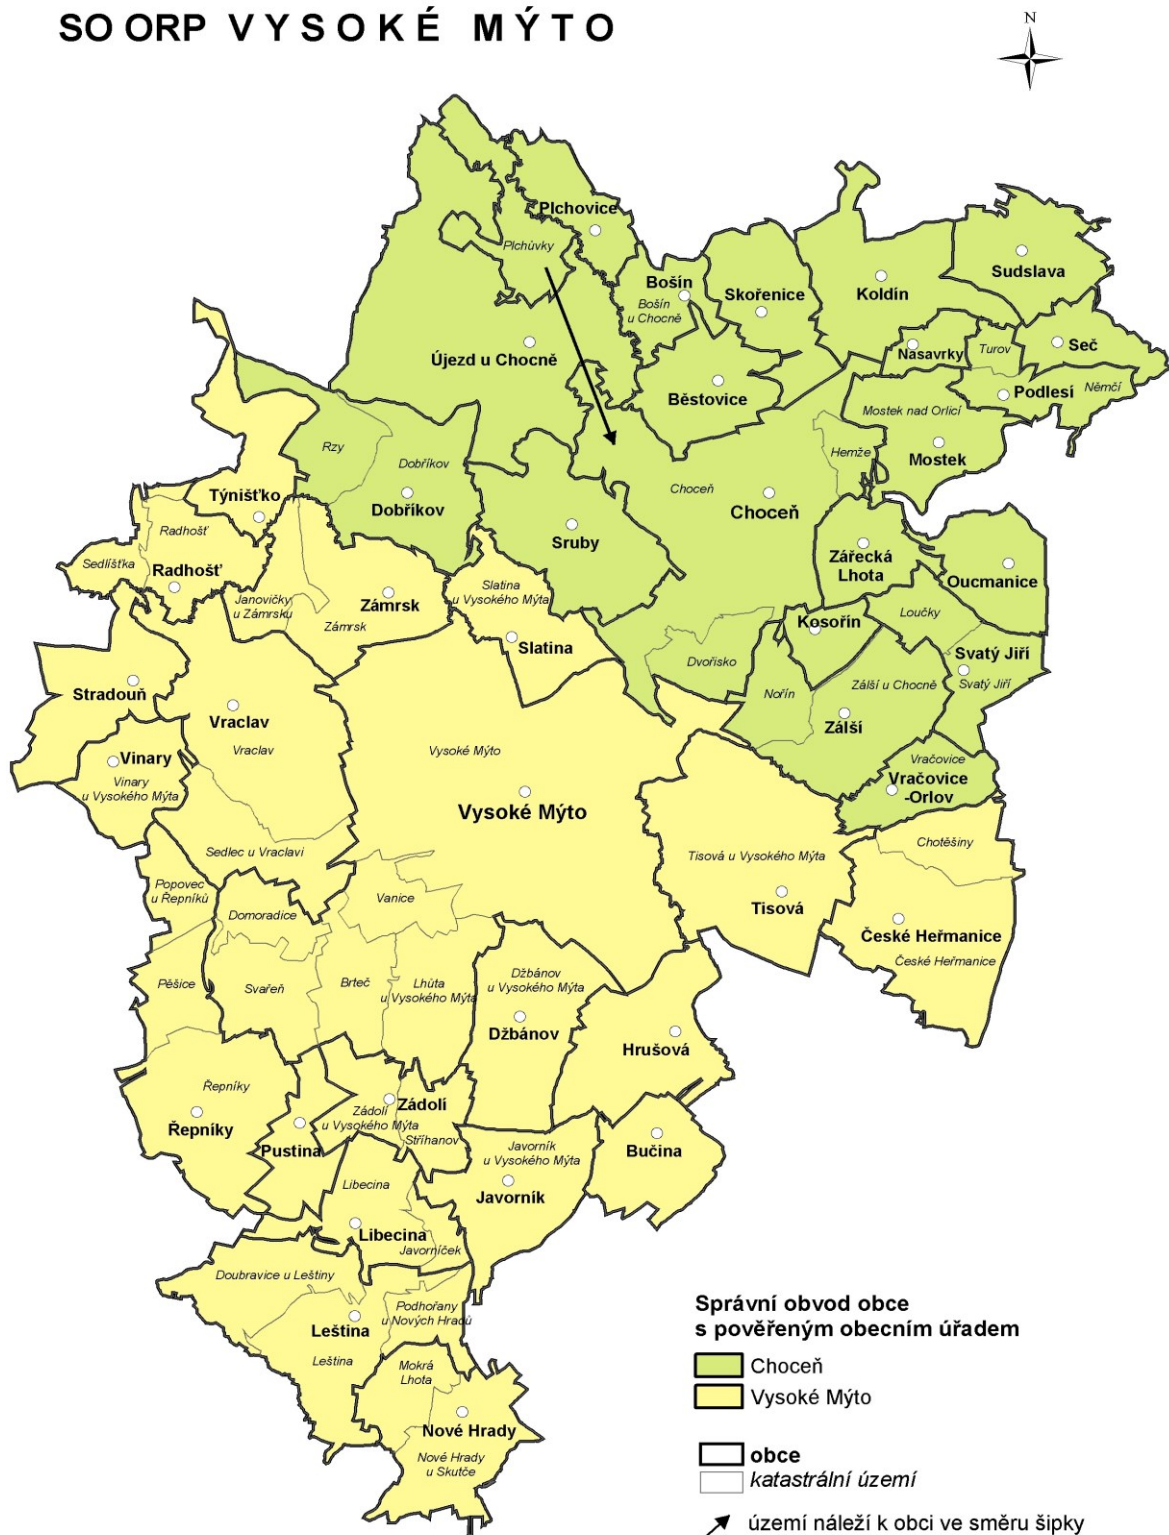 SO ORP VYSOKÉ MÝTO
N
Plchovice
Plchůvky
Bošín
Bošín
u Chocně
Skořenice
Koldín
Sudslava
Újezd u Chocně
Nasavrky
Turov
Seč
Běstovice
Podlesí
Němčí
Mostek nad Orlicí
Mostek
Hemže
Rzy
Dobříkov
Dobříkov
Choceň
Choceň
Týnišťko
Sruby
Radhošť
Sedlíšťka
Radhošť
Zářecká
Lhota
Oucmanice
Janovičky
u Zámrsku
Zámrsk
Zámrsk
Slatina
u Vysokého Mýta
Slatina
Loučky
Kosořín
Dvořisko
Svatý Jiří
Svatý Jiří
Nořín
Zálší u Chocně
Zálší
Stradouň
Vraclav
Vraclav
Vysoké Mýto
Vysoké Mýto
Vinary
Vinary
u Vysokého Mýta
Vračovice
Vračovice
-Orlov
Sedlec u Vraclavi
Tisová u Vysokého Mýta
Tisová
Chotěšiny
České Heřmanice
České Heřmanice
Popovec
u Řepníků
Domoradice
Vanice
Pěšice
Svařeň
Brteč
Lhůta
u Vysokého Mýta
Džbánov
u Vysokého Mýta
Džbánov
Hrušová
Řepníky
Řepníky
Zádolí
Zádolí
u Vysokého Mýta
Stříhanov
Pustina
Javorník
u Vysokého Mýta
Javorník
Bučina
Libecina
Libecina
Javorníček
Doubravice u Leštiny
Podhořany
u Nových Hradů
Leština
Leština
Mokrá
Lhota
Nové Hrady
Nové Hrady
u Skutče
Správní obvod obce
s pověřeným obecním úřadem
Choceň
Vysoké Mýto
obce
katastrální území
území náleží k obci ve směru šipky